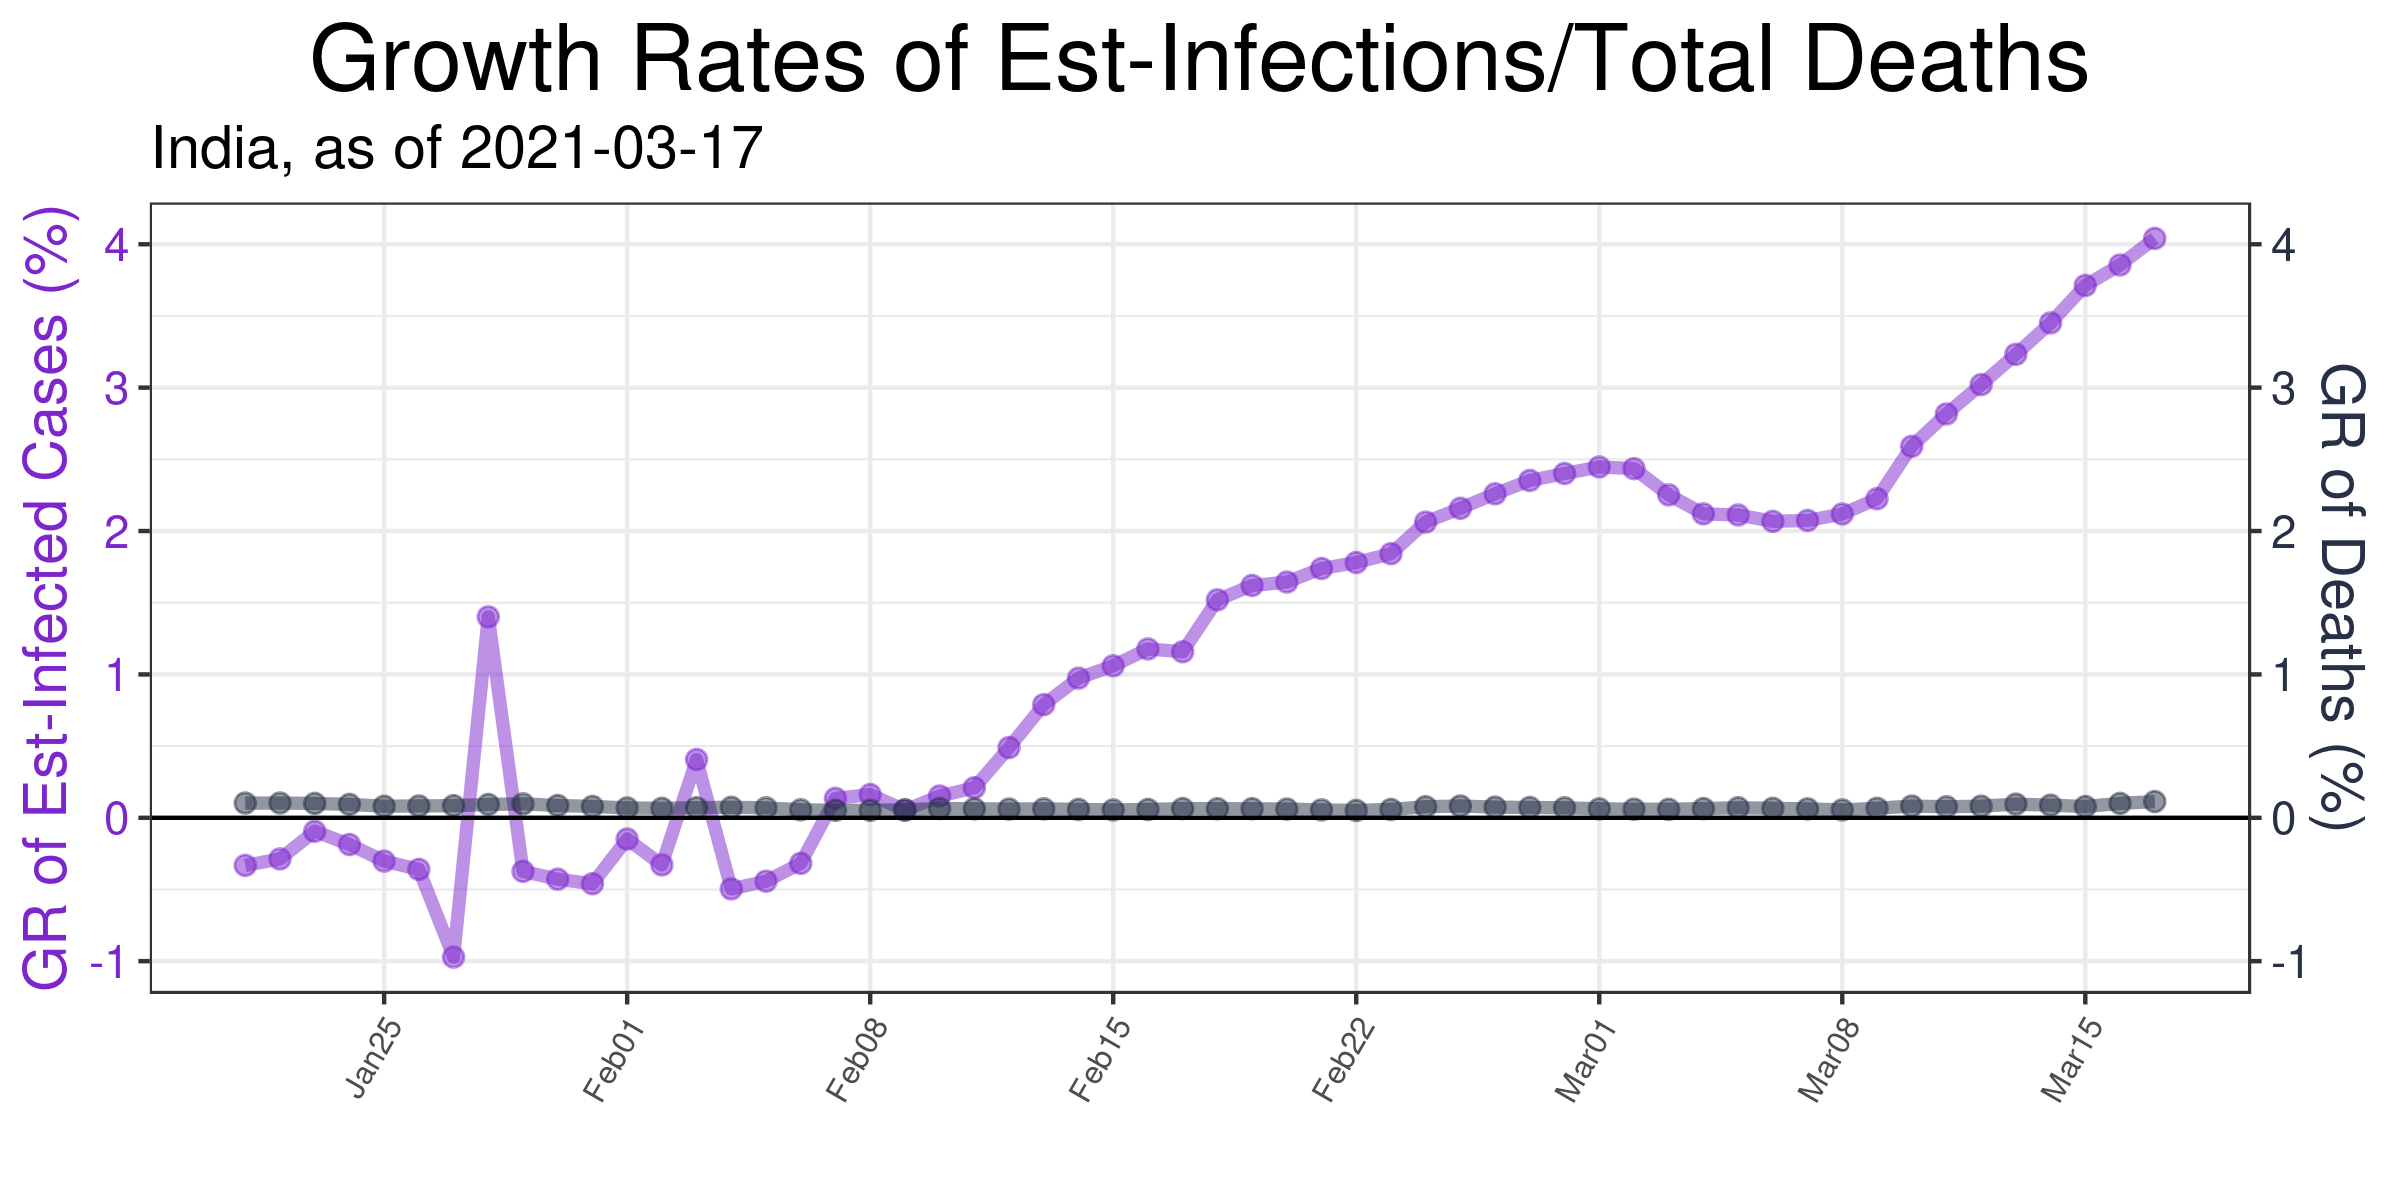 Growth Rates of Est-Infections/Total Deaths
India, as of 2021-03-17
GR of Est-Infected Cases (%)
4
3
2
1
0
-1
4
3
2
1
0
-1
GR of Deaths (%)
Jan25
Feb01
Feb08
Feb15
Feb22
Mar01
Mar08
Mar15